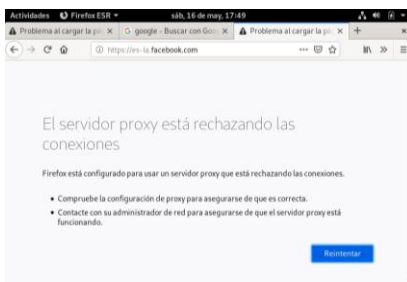 Actividades Firefox ESR sáb, 16 de may, 17:49
Problema al cargar la pá google - Buscar con Goo Problema al cargar la pá
https://es-la.facebook.com
El servidor proxy está rechazando las
conexiones
Firefox está configurado para usar un servidor proxy que está rechazando las conexiones.
• Compruebe la configuración de proxy para asegurarse de que es correcta.
• Contacte con su administrador de red para asegurarse de que el servidor proxy está
funcionando.
Reintentar